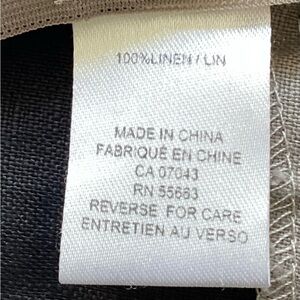 100%LINEN / LIN
MADE IN CHINA
FABRIQUÉ EN CHINE
CA 07043
RN 55663
REVERSE FOR CARE
ENTRETIEN AU VERSO